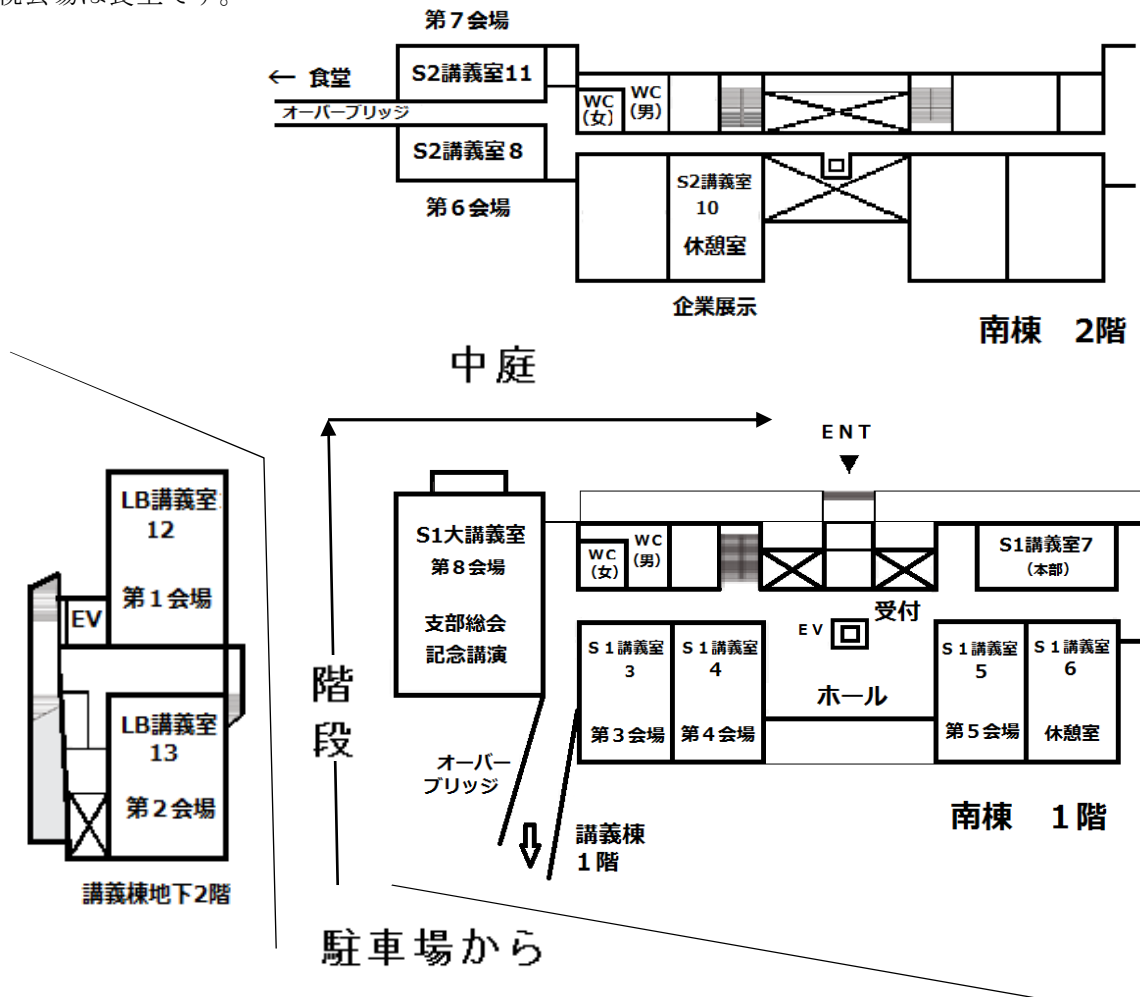 税会場は食堂です。
第７会場
← 食堂
S2講義室11
オーバーブリッジ
WC
(女)
WC
(男)
S2講義室８
第６会場
S2講義室
10
休憩室
企業展示
南棟　2階
中庭
ENT
LB講義室
12
第１会場
EV
LB講義室
13
第２会場
講義棟地下2階
階
段
S1大講義室
第８会場
支部総会
記念講演
WC
(女)
WC
(男)
S1講義室7
(本部)
受付
EV
ホール
S１講義室
3
第３会場
S１講義室
4
第４会場
S１講義室
5
第５会場
S１講義室
6
休憩室
オーバー
ブリッジ
講義棟
１階
南棟　１階
駐車場から